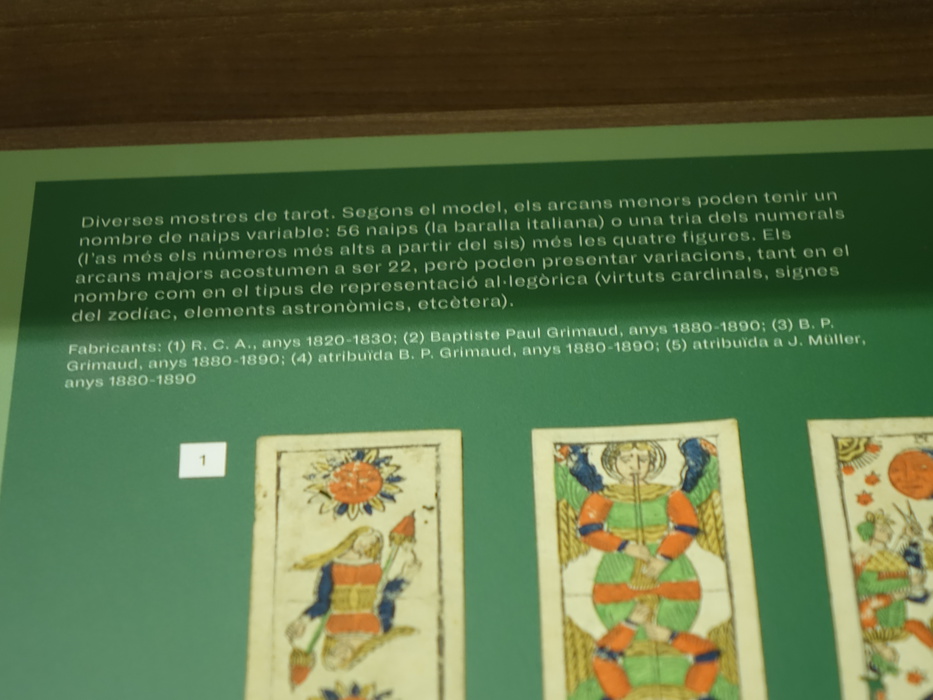 Diverses mostres de tarot. Segons el model, els arcans menors poden tenir un
nombre de naips variable: 56 naips (la baralla italiana) o una tria dels numerals
(l'as més els números més alts a partir del sis) més les quatre figures. Els
arcans majors acostumen a ser 22, però poden presentar variacions, tant en el
nombre com en el tipus de representació al·legòrica (virtuts cardinals, signes
del zodíac, elements astronòmics, etcètera).
Fabricants: (1) R. C. A., anys 1820-1830; (2) Baptiste Paul Grimaud, anys 1880-1890; (3) B. P.
Grimaud, anys 1880-1890; (4) atribuïda B. P. Grimaud, anys 1880-1890; (5) atribuïda a J. Müller,
anys 1880-1890
1